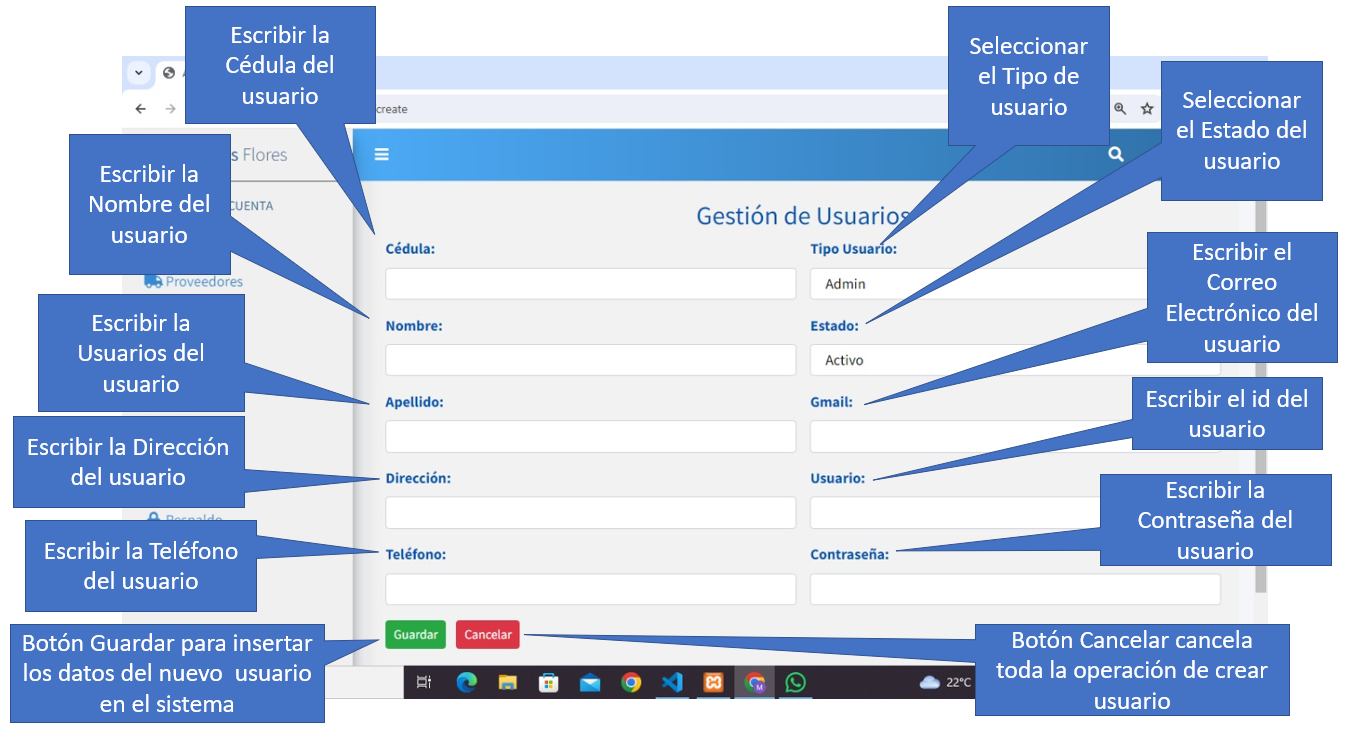 Escribir la
Cédula del
usuario
Seleccionar
el Tipo de
usuario
Seleccionar
el Estado del
usuario
create
s Flores
Escribir la
Nombre del
usuario
CUENTA
Gestión de Usuarios
Cédula:
Tipo Usuario:
Escribir el
Correo
Electrónico del
usuario
Proveedores
Admin
Escribir la
Usuarios del
usuario
Nombre:
Estado:
Activo
Apellido:
Gmail:
Escribir el id del
usuario
Escribir la Dirección
del usuario
Dirección:
Usuario:
Escribir la
Contraseña del
usuario
Respaldo
Escribir la Teléfono
del usuario
Teléfono:
Contraseña:
Botón Guardar para insertar
los datos del nuevo usuario
en el sistema
Guardar
Cancelar
Botón Cancelar cancela
toda la operación de crear
usuario
22°C